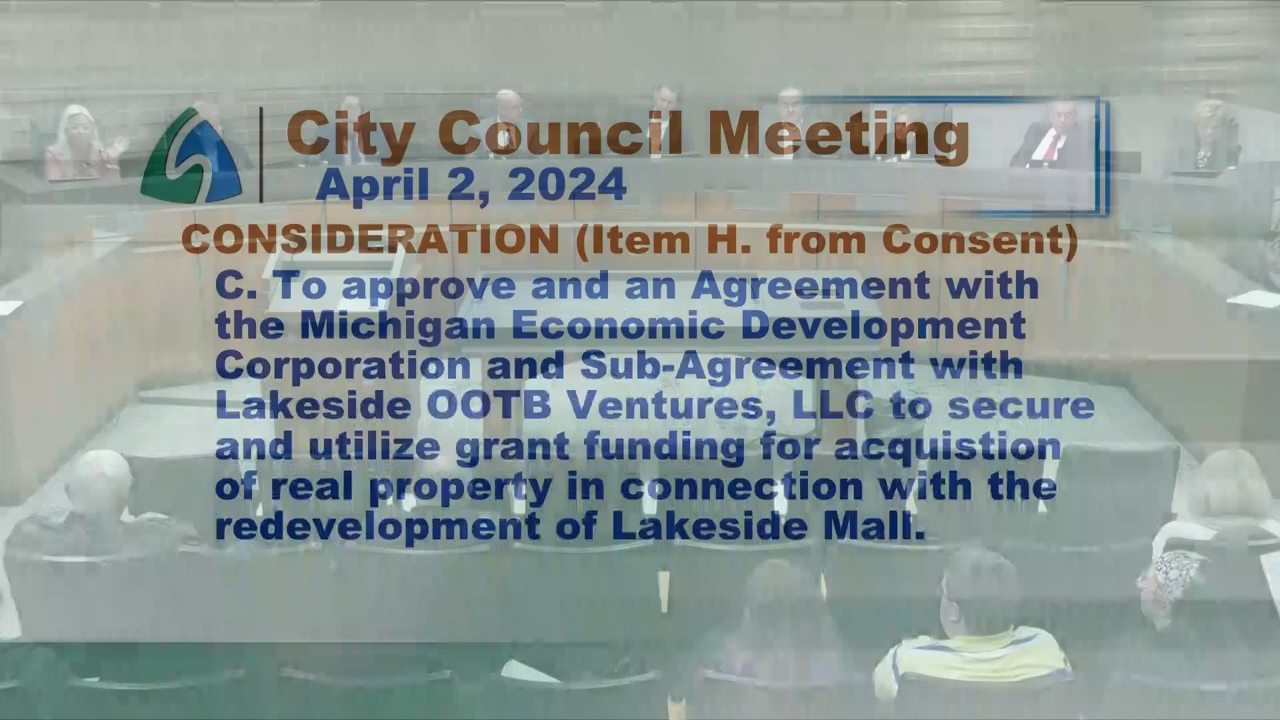 City Council Meeting
April 2, 2024
CONSIDERATION (Item H. from Consent)
C. To approve and an Agreement with
the Michigan Economic Development
Corporation and Sub-Agreement with
Lakeside OOTB Ventures, LLC to secure
and utilize grant funding for acquistion
of real property in connection with the
redevelopment of Lakeside Mall.